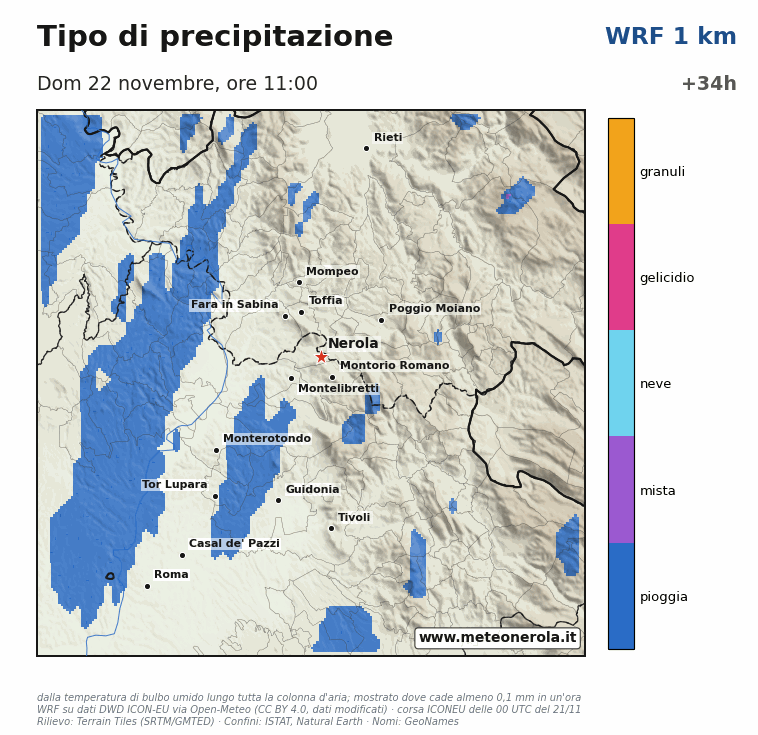 Tipo di precipitazione
WRF 1 km
Dom 22 novembre, ore 11:00
+34h
Rieti
granuli
gelicidio
neve
mista
pioggia
Mompeo
Fara in Sabina
Toffia
Poggio Moiano
Nerola
Montorio Romano
Montelibretti
Monterotondo
Tor Lupara
Guidonia
Tivoli
Casal de' Pazzi
Roma
www.meteonerola.it
dalla temperatura di bulbo umido lungo tutta la colonna d'aria; mostrato dove cade almeno 0,1 mm in un'ora
WRF su dati DWD ICON-EU via Open-Meteo (CC BY 4.0, dati modificati) · corsa ICONEU delle 00 UTC del 21/11
Rilievo: Terrain Tiles (SRTM/GMTED) · Confini: ISTAT, Natural Earth · Nomi: GeoNames